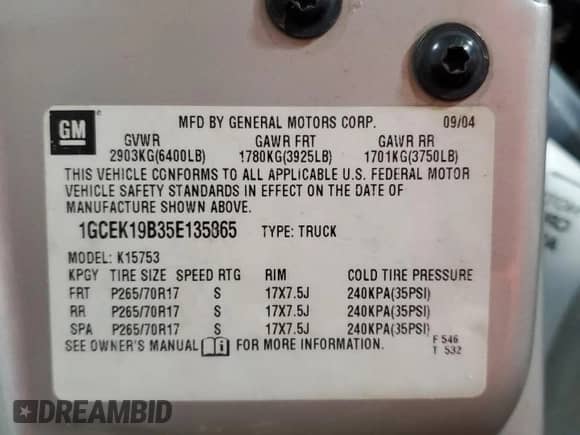 GM
MFD BY GENERAL MOTORS CORP. 09/04
GVWR GAWR FRT GAWR RR
2903KG(6400LB) 1780KG(3925LB) 1701KG(3750LB)
THIS VEHICLE CONFORMS TO ALL APPLICABLE U.S. FEDERAL MOTOR
VEHICLE SAFETY STANDARDS IN EFFECT ON THE DATE OF
MANUFACTURE SHOWN ABOVE.
1GCEK19B35E135865 TYPE: TRUCK
MODEL: K15753
KPGY TIRE SIZE SPEED RTG RIM COLD TIRE PRESSURE
FRT P265/70R17 S 17X7.5J 240KPA(35PSI)
RR P265/70R17 S 17X7.5J 240KPA(35PSI)
SPA P265/70R17 S 17X7.5J 240KPA(35PSI)
SEE OWNER'S MANUAL FOR MORE INFORMATION.
F 546
T 532
DREAMBID